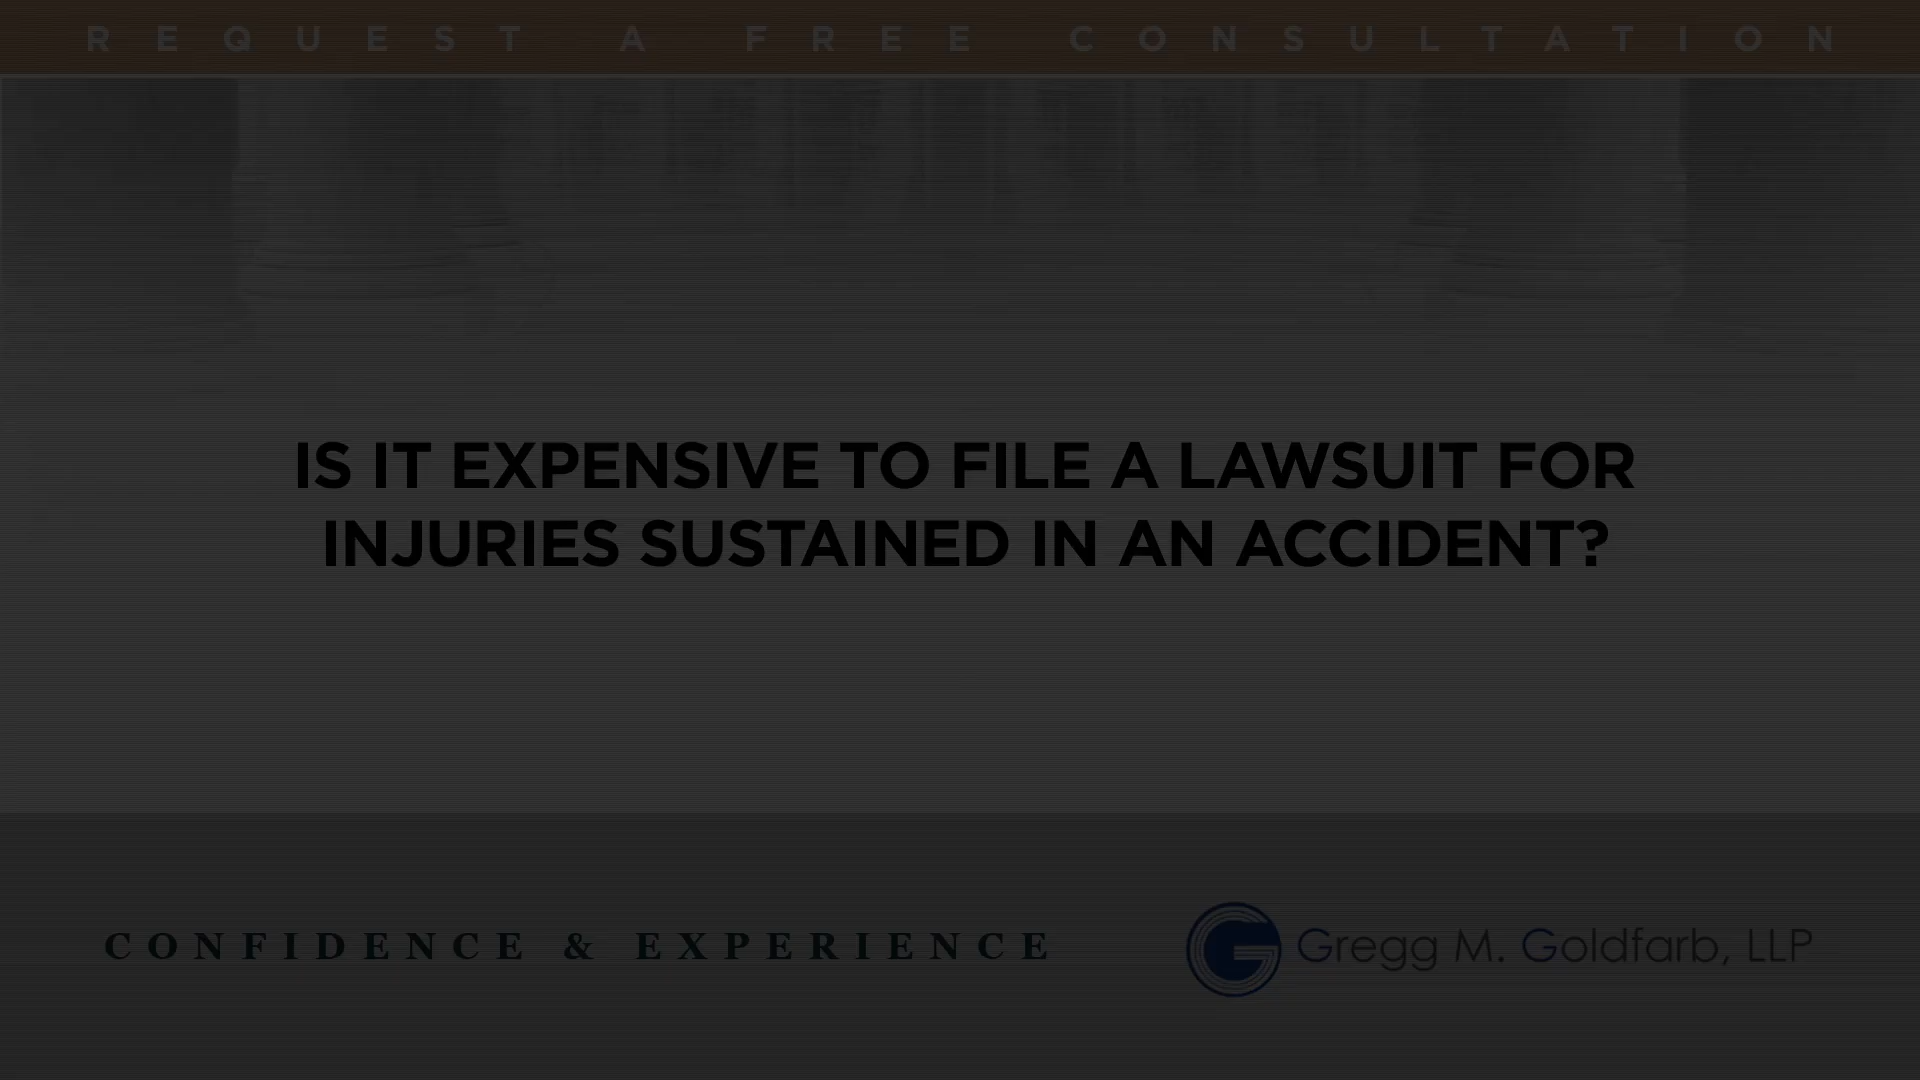 REQUEST A FREE CONSULTATION
IS IT EXPENSIVE TO FILE A LAWSUIT FOR
INJURIES SUSTAINED IN AN ACCIDENT?
CONFIDENCE & EXPERIENCE
G Gregg M. Goldfarb, LLP